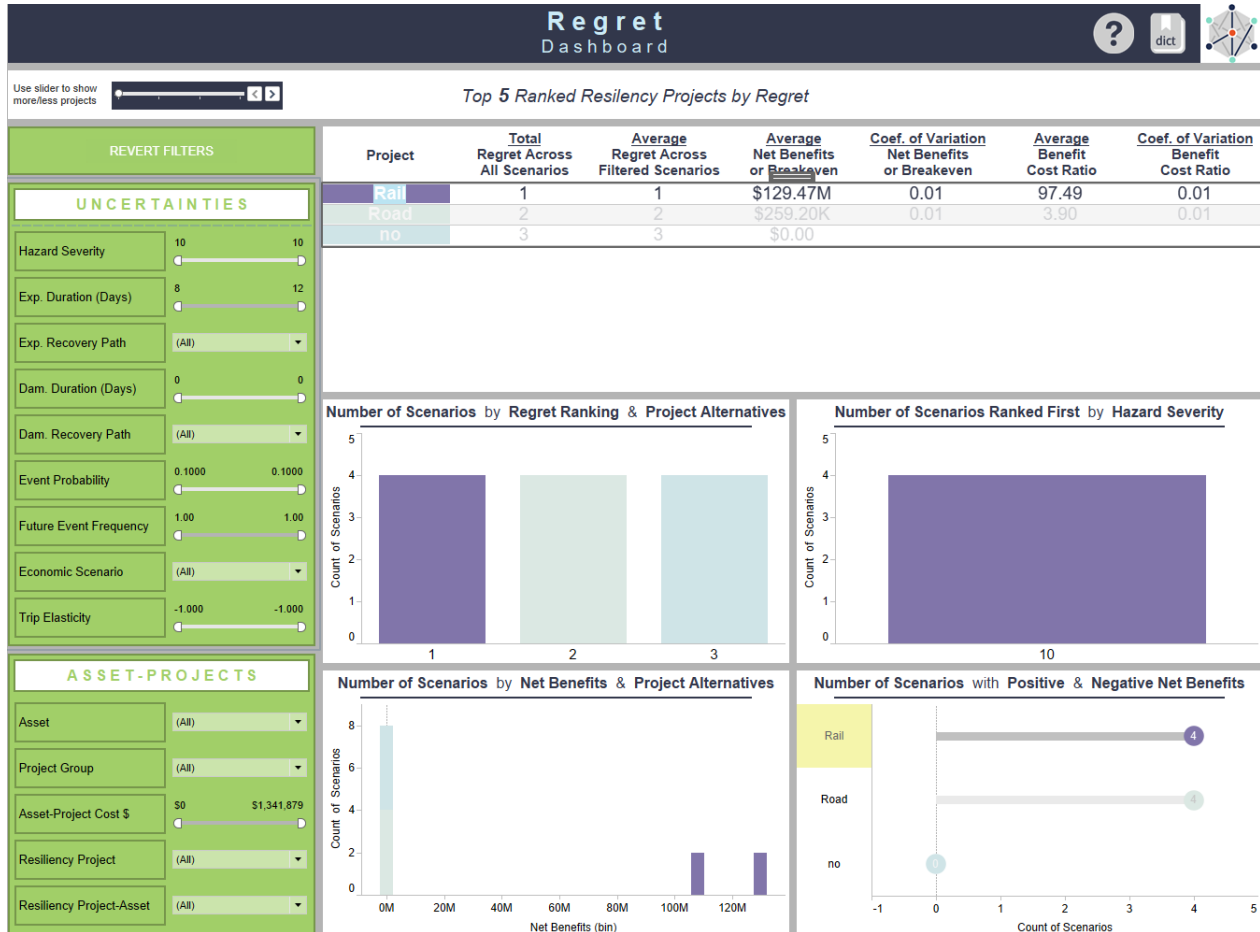 Regret
Dashboard
?
dict
Use slider to show
more/less projects
< >
Top 5 Ranked Resilency Projects by Regret
REVERT FILTERS
Project
Total
Regret Across
All Scenarios
Average
Regret Across
Filtered Scenarios
Average
Net Benefits
or Breakeven
Coef. of Variation
Net Benefits
or Breakeven
Average
Benefit
Cost Ratio
Coef. of Variation
Benefit
Cost Ratio
Rail 1 1 $129.47M 0.01 97.49 0.01
Road 2 2 $259.20K 0.01 3.90 0.01
no 3 3 $0.00
UNCERTAINTIES
Hazard Severity 10 10
Exp. Duration (Days) 8 12
Exp. Recovery Path (All)
Dam. Duration (Days) 0 0
Dam. Recovery Path (All)
Event Probability 0.1000 0.1000
Future Event Frequency 1.00 1.00
Economic Scenario (All)
Trip Elasticity -1.000 -1.000
ASSET-PROJECTS
Asset (All)
Project Group (All)
Asset-Project Cost $ $0 $1,341,879
Resiliency Project (All)
Resiliency Project-Asset (All)
Number of Scenarios by Regret Ranking & Project Alternatives
Count of Scenarios
5
4
3
2
1
0
1 2 3
Number of Scenarios Ranked First by Hazard Severity
Count of Scenarios
5
4
3
2
1
0
10
Number of Scenarios by Net Benefits & Project Alternatives
Count of Scenarios
8
6
4
2
0
0M 20M 40M 60M 80M 100M 120M
Net Benefits (bin)
Number of Scenarios with Positive & Negative Net Benefits
Rail 4
Road 4
no 0
-1 0 1 2 3 4 5
Count of Scenarios